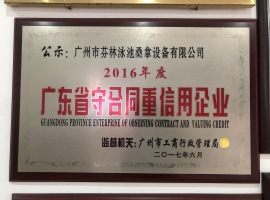 公示：广州市芬林泳池桑拿设备有限公司
2016年度
广东省守合同重信用企业
GUANGDONG PROVINCE ENTERPRISE OF OBSERVING CONTRACT AND VALUING CREDIT
监督机关：广州市工商行政管理局
二〇一七年六月